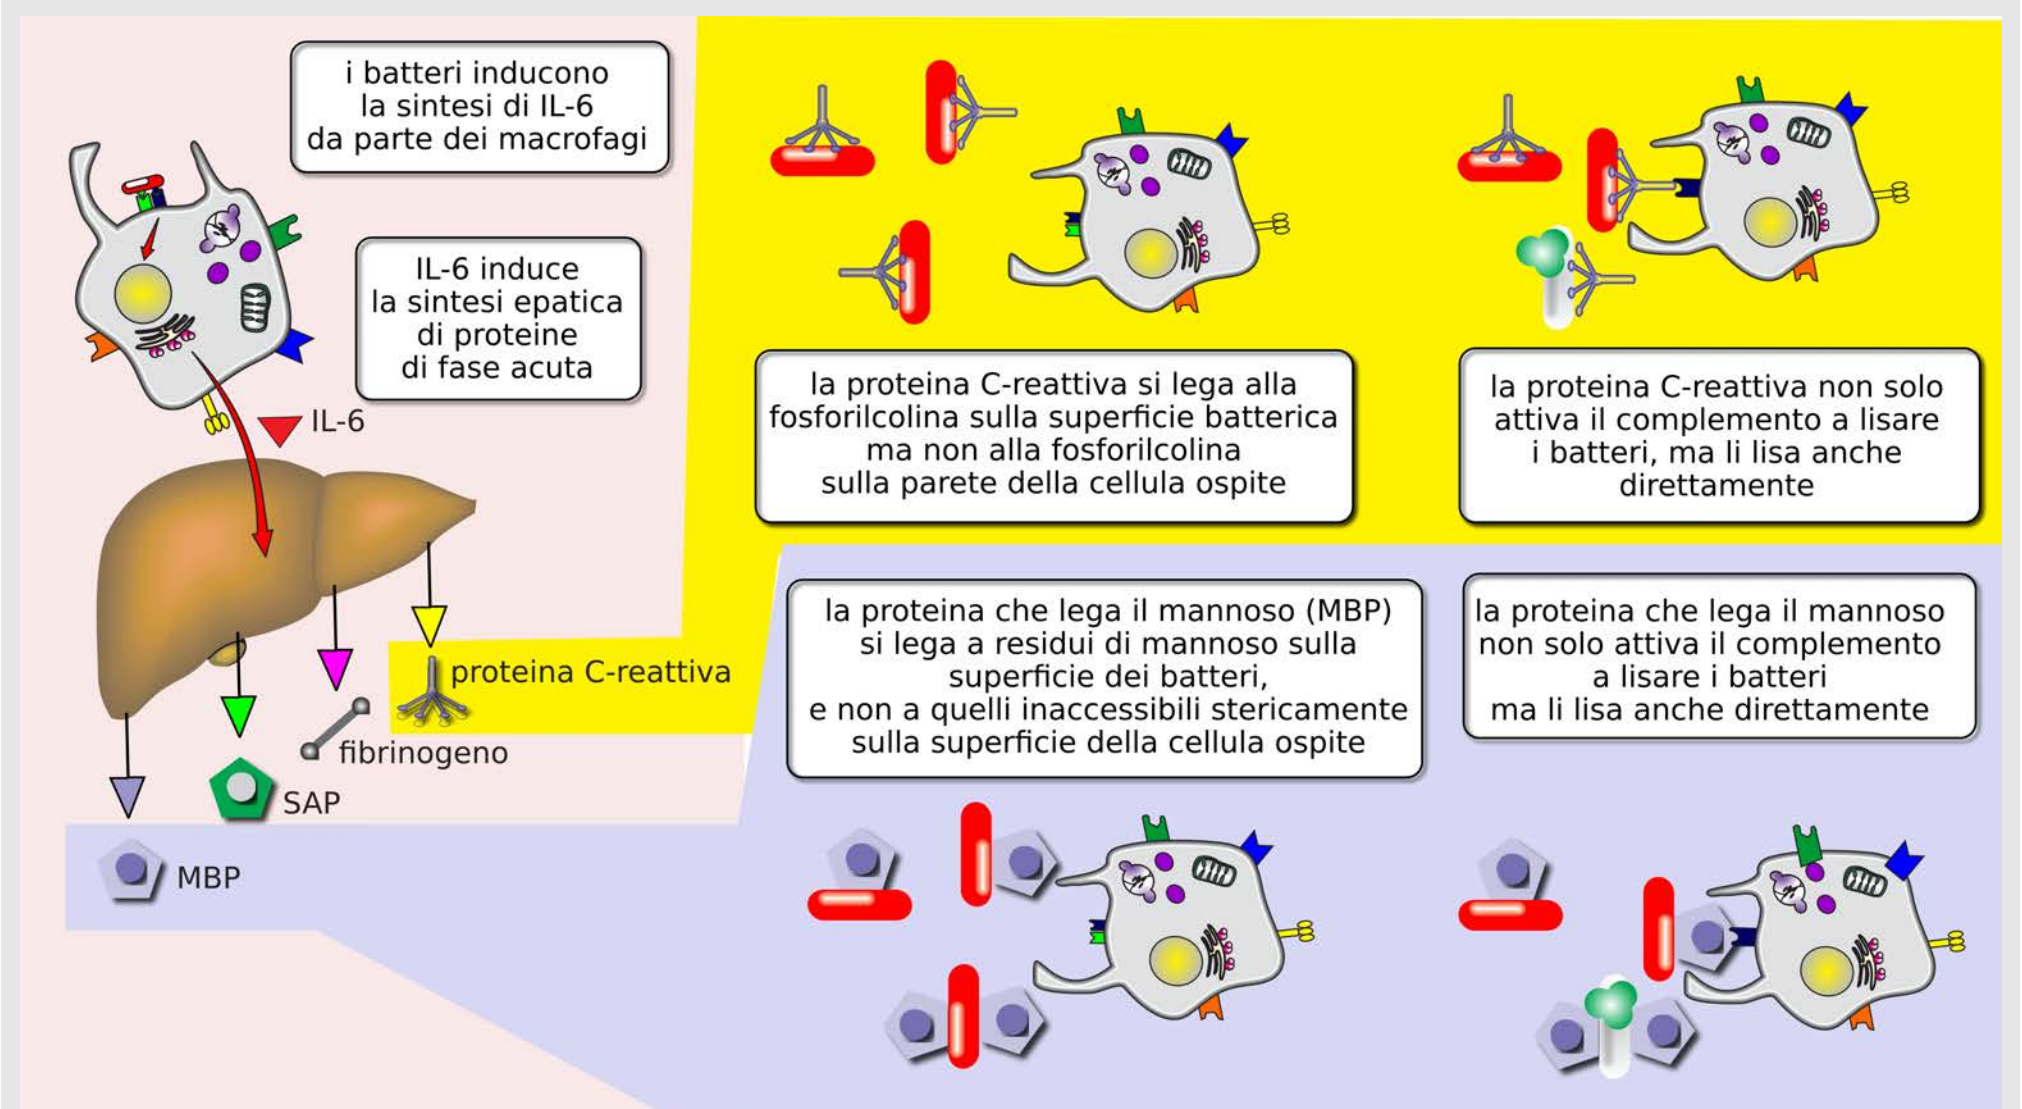 i batteri inducono
la sintesi di IL-6
da parte dei macrofagi
IL-6 induce
la sintesi epatica
di proteine
di fase acuta
IL-6
proteina C-reattiva
fibrinogeno
SAP
MBP
la proteina C-reattiva si lega alla
fosforilcolina sulla superficie batterica
ma non alla fosforilcolina
sulla parete della cellula ospite
la proteina C-reattiva non solo
attiva il complemento a lisare
i batteri, ma li lisa anche
direttamente
la proteina che lega il mannoso (MBP)
si lega a residui di mannoso sulla
superficie dei batteri,
e non a quelli inaccessibili stericamente
sulla superficie della cellula ospite
la proteina che lega il mannoso
non solo attiva il complemento
a lisare i batteri
ma li lisa anche direttamente